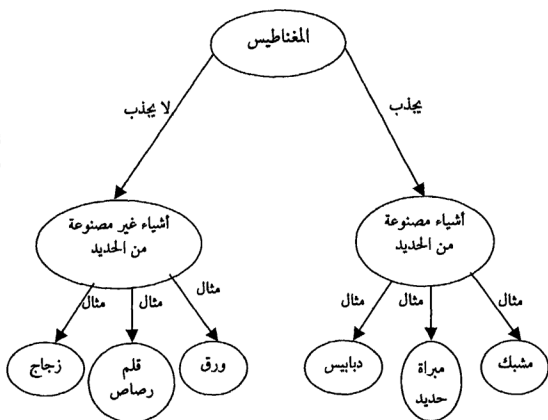 المغناطيس
يجذب
لا يجذب
أشياء مصنوعة
من الحديد
أشياء غير مصنوعة
من الحديد
مثال
مثال
مثال
مثال
مثال
مثال
مشبك
مبراة
حديد
دبابيس
ورق
قلم
رصاص
زجاج